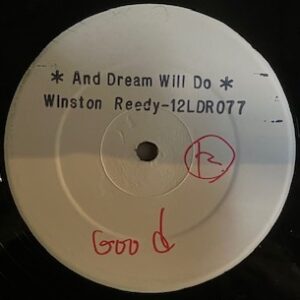 * And Dream Will Do *
Winston Reedy-12LDR077
Good